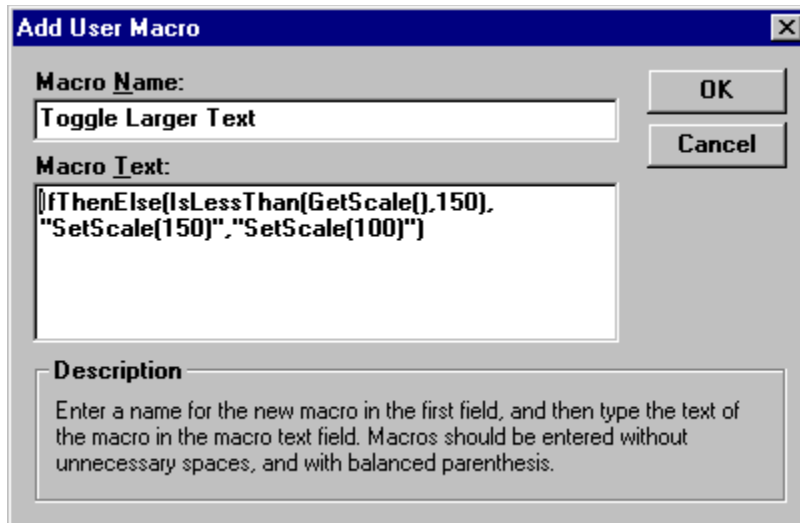 Add User Macro
Macro Name:
Toggle Larger Text
OK
Cancel
Macro Text:
IfThenElse(IsLessThan(GetScale(),150),
"SetScale(150)","SetScale(100)")
Description
Enter a name for the new macro in the first field, and then type the text of
the macro in the macro text field. Macros should be entered without
unnecessary spaces, and with balanced parenthesis.